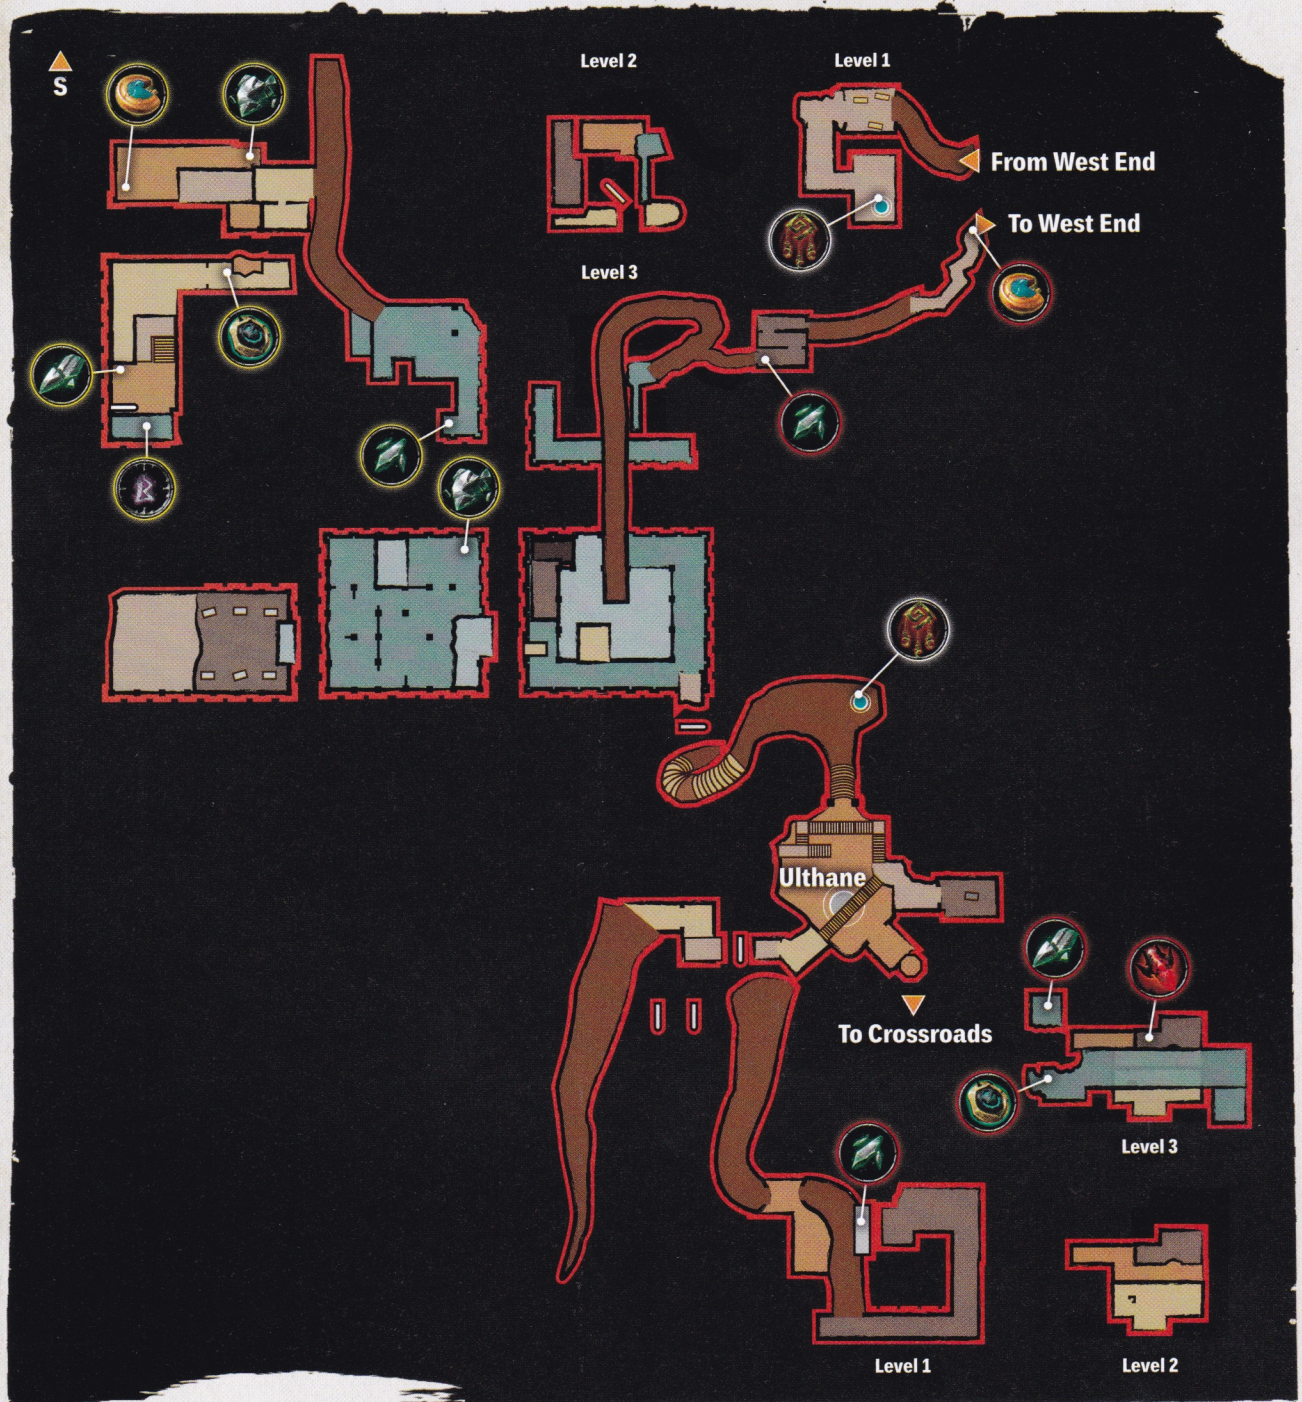 S
Level 2
Level 1
From West End
To West End
Level 3
Ulthane
To Crossroads
Level 3
Level 1
Level 2